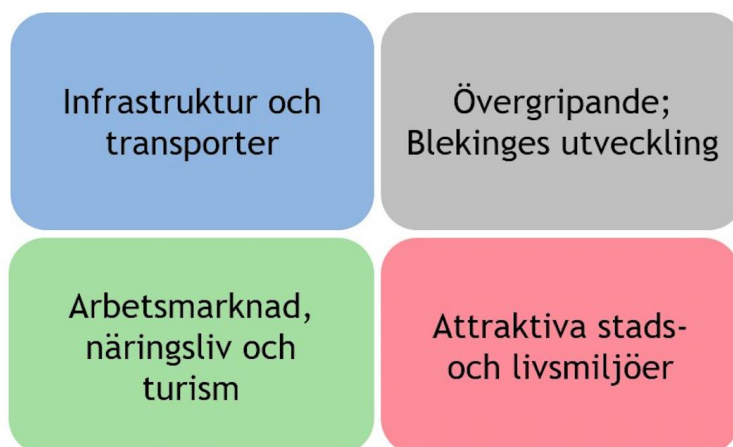 Infrastruktur och
transporter
Övergripande;
Blekinges utveckling
Arbetsmarknad,
näringsliv och
turism
Attraktiva stads-
och livsmiljöer